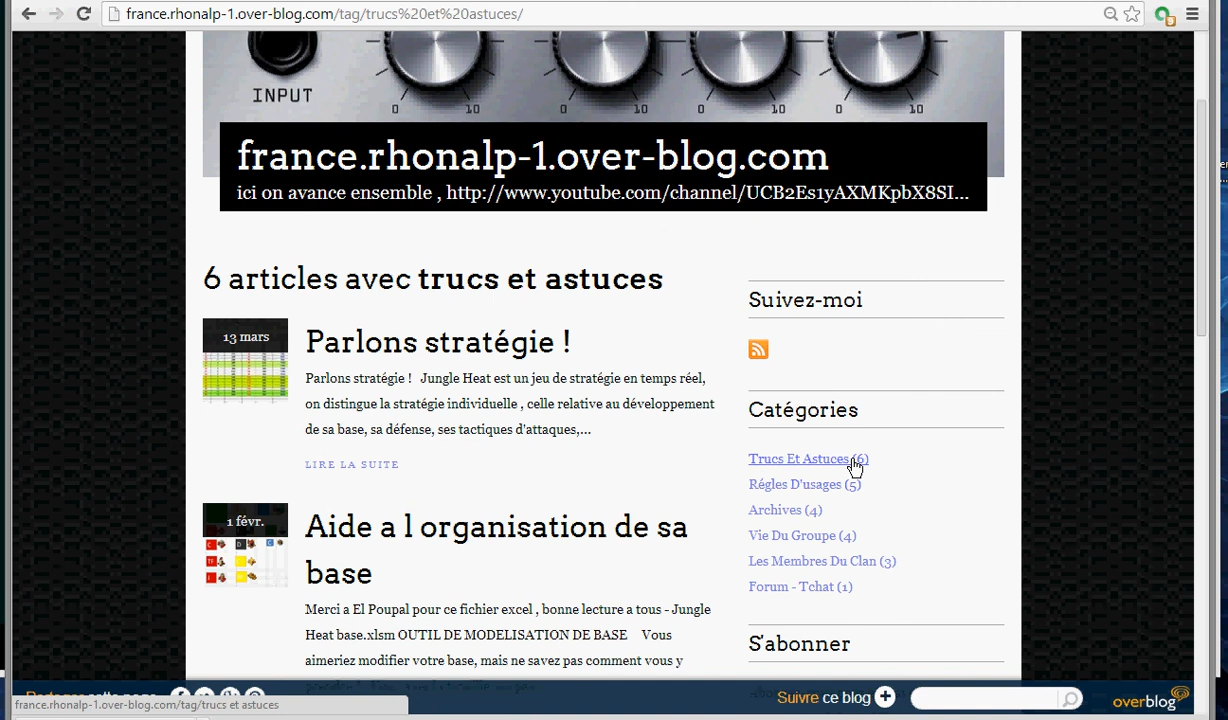 france.rhonalp-1.over-blog.com/tag/trucs%20et%20astuces/
INPUT
0 10 0 10 0 10 0 10
france.rhonalp-1.over-blog.com
ici on avance ensemble , http://www.youtube.com/channel/UCB2Es1yAXMKpbX8SI...
6 articles avec trucs et astuces
13 mars
Parlons stratégie !
Parlons stratégie !   Jungle Heat est un jeu de stratégie en temps réel,
on distingue la stratégie individuelle , celle relative au développement
de sa base, sa défense, ses tactiques d'attaques,...
LIRE LA SUITE
1 févr.
Aide a l organisation de sa
base
Merci a El Poupal pour ce fichier excel , bonne lecture a tous - Jungle
Heat base.xlsm OUTIL DE MODELISATION DE BASE    Vous
aimeriez modifier votre base, mais ne savez pas comment vous y
Suivez-moi
Catégories
Trucs Et Astuces (6)
Régles D'usages (5)
Archives (4)
Vie Du Groupe (4)
Les Membres Du Clan (3)
Forum - Tchat (1)
S'abonner
Suivre ce blog
overblog
france.rhonalp-1.over-blog.com/tag/trucs et astuces